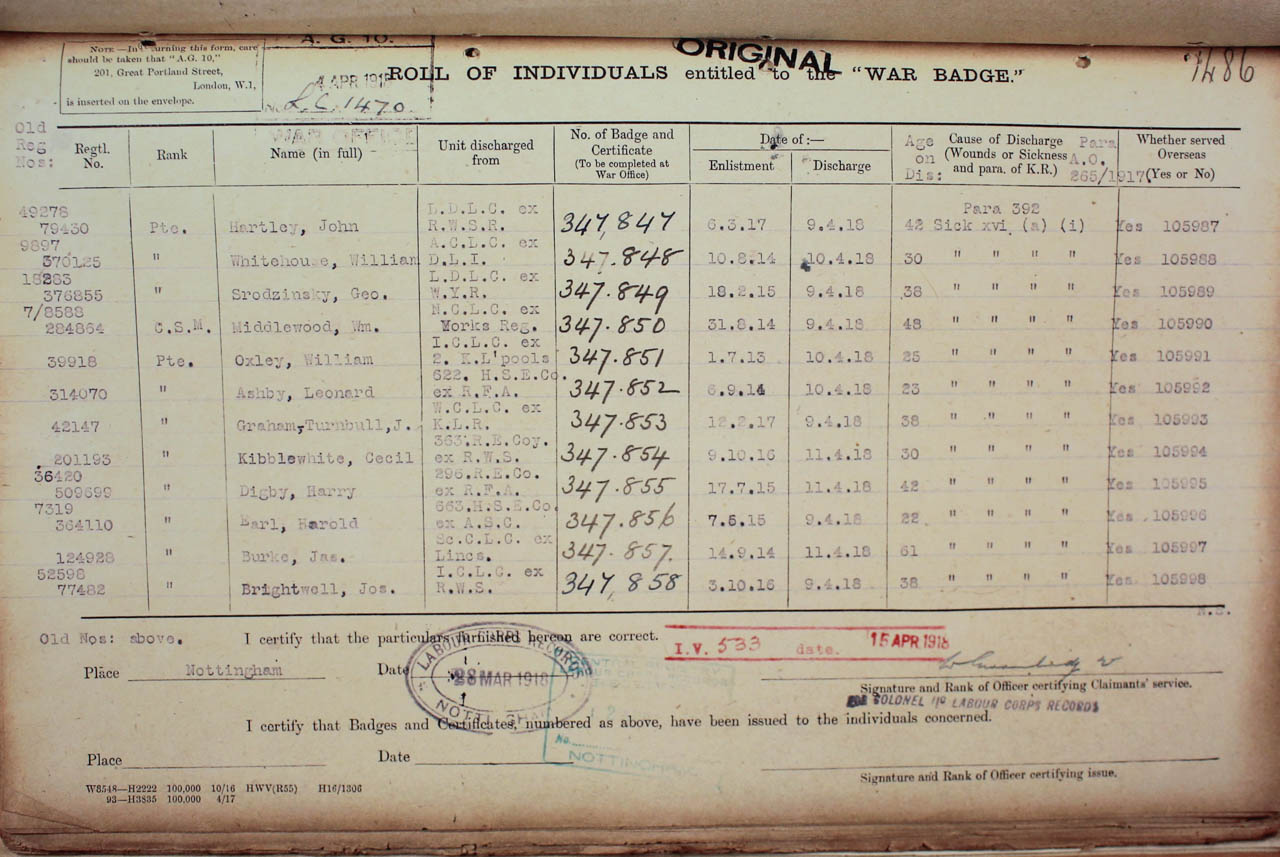 NOTE —In returning this form, care
should be taken that "A.G. 10,"
201, Great Portland Street,
London, W.1,
is inserted on the envelope.
A. G. 10.
4 APR 1918
L.C. 1470.
ORIGINAL
1486
ROLL OF INDIVIDUALS entitled to the "WAR BADGE."
WAR OFFICE
Old
Reg
Nos:
Regtl. No.
Rank
Name (in full)
Unit discharged from
No. of Badge and Certificate (To be completed at War Office)
Date of :—
Enlistment
Discharge
Age on Dis:
Cause of Discharge (Wounds or Sickness and para. of K.R.)
Para A.O. 265/1917.
Whether served Overseas (Yes or No)
49278 L.D.L.C. ex Para 392
79430 Pte. Hartley, John R.W.S.R. 347,847 6.3.17 9.4.18 42 Sick xvi (a) (i) Yes 105987
9897 A.C.L.C. ex
370125 " Whitehouse, William D.L.I. 347.848 10.8.14 10.4.18 30 " " " " Yes 105988
18283 L.D.L.C. ex
376855 " Srodzinsky, Geo. W.Y.R. 347.849 18.2.15 9.4.18 38 " " " " Yes 105989
7/8588 N.C.L.C. ex
284864 C.S.M. Middlewood, Wm. Yorks Reg. 347.850 31.8.14 9.4.18 48 " " " " Yes 105990
I.C.L.C. ex
39918 Pte. Oxley, William 2. K.L'pools 347.851 1.7.13 10.4.18 25 " " " " Yes 105991
622. H.S.E.Co.
314070 " Ashby, Leonard ex R.F.A. 347.852 6.9.14 10.4.18 23 " " " " Yes 105992
W.C.L.C. ex
42147 " Graham-Turnbull,J. K.L.R. 347.853 12.2.17 9.4.18 38 " " " " Yes 105993
363.R.E.Coy.
201193 " Kibblewhite, Cecil ex R.W.S. 347.854 9.10.16 11.4.18 30 " " " " Yes 105994
36420 296.R.E.Co.
509699 " Digby, Harry ex R.F.A. 347.855 17.7.15 11.4.18 42 " " " " Yes 105995
7319 663.H.S.E.Co.
364110 " Earl, Harold ex A.S.C. 347.856 7.5.15 9.4.18 22 " " " " Yes 105996
Sc.C.L.C. ex
124928 " Burke, Jas. Lincs. 347.857. 14.9.14 11.4.18 61 " " " " Yes 105997
52598 I.C.L.C. ex
77482 " Brightwell, Jos. R.W.S. 347,858 3.10.16 9.4.18 38 " " " " Yes 105998
N.S.
Old Nos: above.
I certify that the particulars furnished hereon are correct.
I.V. 533 date. 15 APR 1918
Place Nottingham Date
LABOUR CORPS RECORDS
28 MAR 1918
NOTTINGHAM
Signature and Rank of Officer certifying Claimants' service.
COLONEL I/c LABOUR CORPS RECORDS
I certify that Badges and Certificates, numbered as above, have been issued to the individuals concerned.
No.
NOTTINGHAM
Place Date
Signature and Rank of Officer certifying issue.
W8548—H2222 100,000 10/16 HWV(R55) H16/1306
93—H3835 100,000 4/17